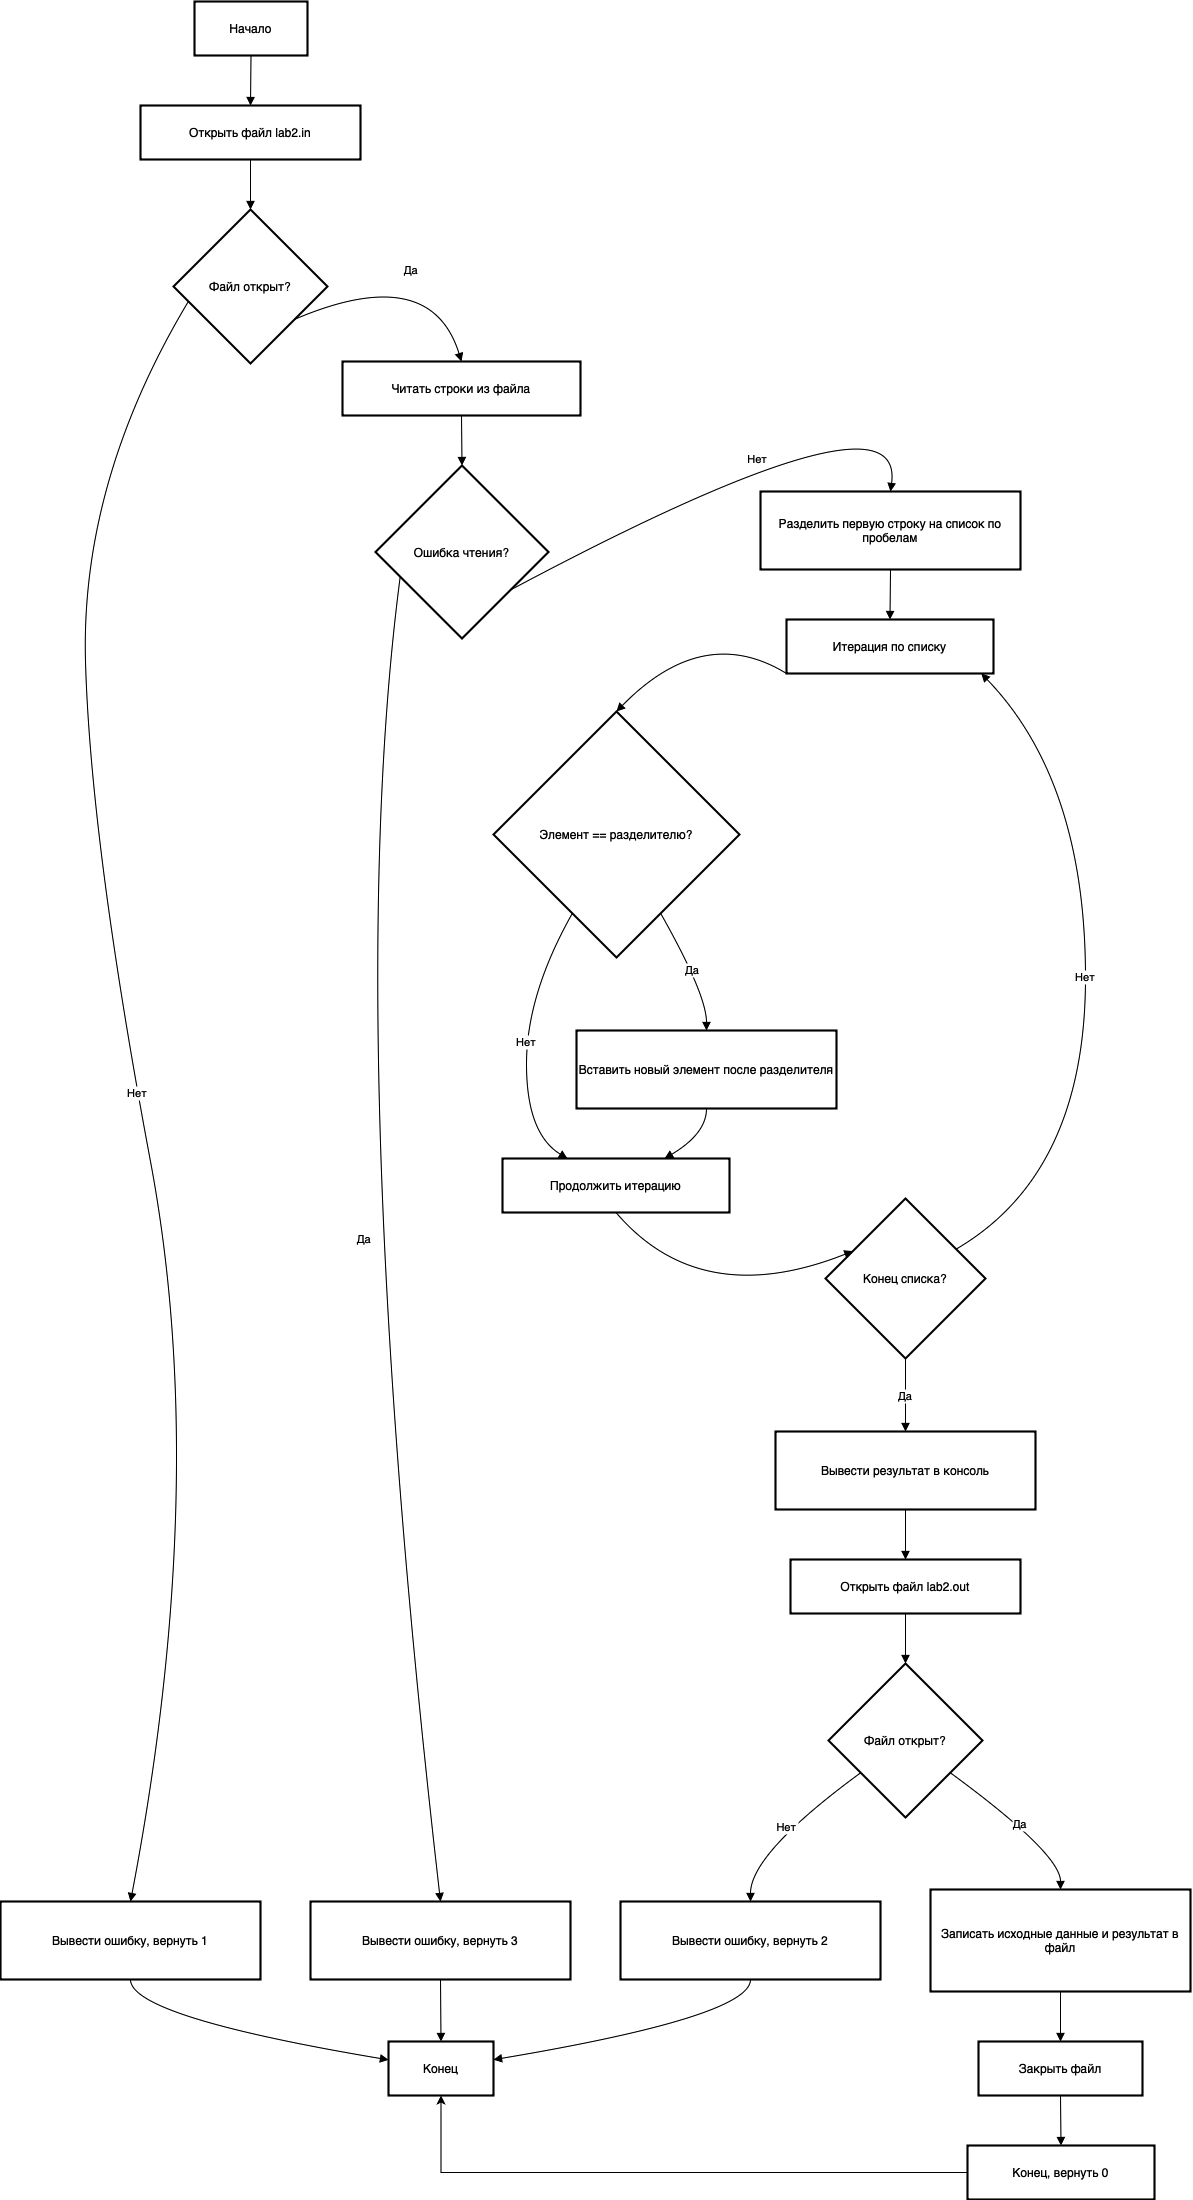 Начало
Открыть файл lab2.in
Файл открыт?
Да
Читать строки из файла
Нет
Ошибка чтения?
Разделить первую строку на список по
пробелам
Итерация по списку
Элемент == разделителю?
Да
Нет
Нет
Вставить новый элемент после разделителя
Нет
Продолжить итерацию
Да
Конец списка?
Да
Вывести результат в консоль
Открыть файл lab2.out
Файл открыт?
Нет
Да
Вывести ошибку, вернуть 1
Вывести ошибку, вернуть 3
Вывести ошибку, вернуть 2
Записать исходные данные и результат в
файл
Конец
Закрыть файл
Конец, вернуть 0